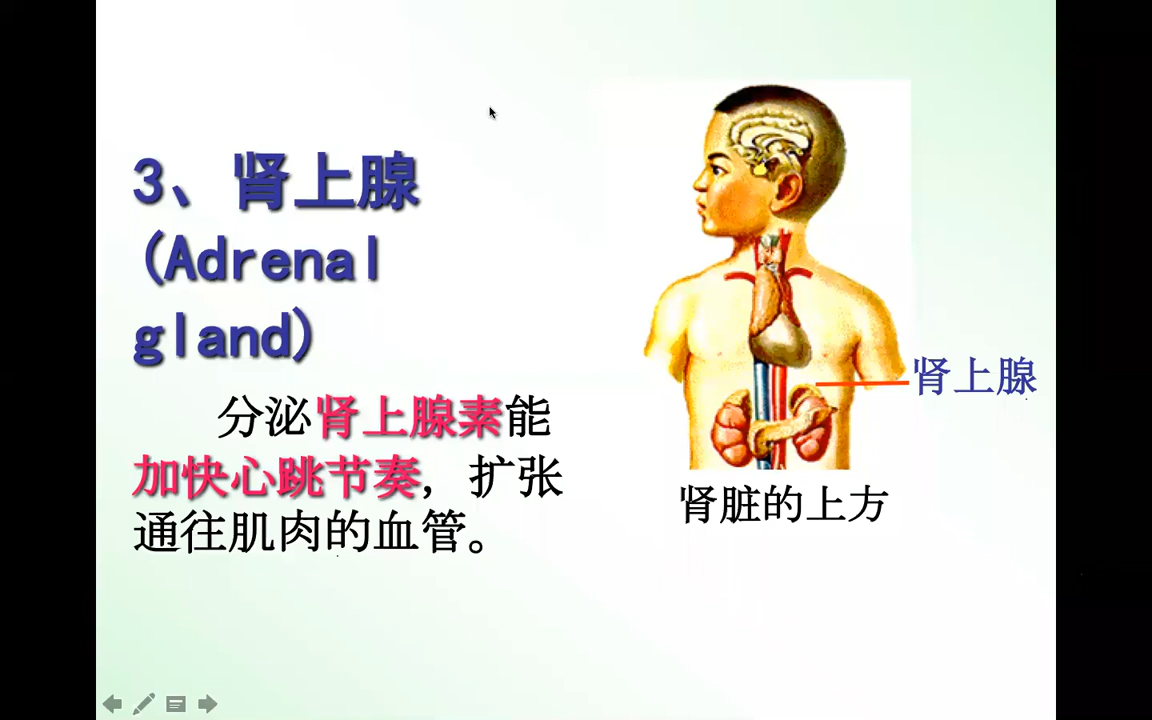 3、肾上腺
(Adrenal
gland)
分泌肾上腺素能
加快心跳节奏，扩张
通往肌肉的血管。
肾上腺
肾脏的上方